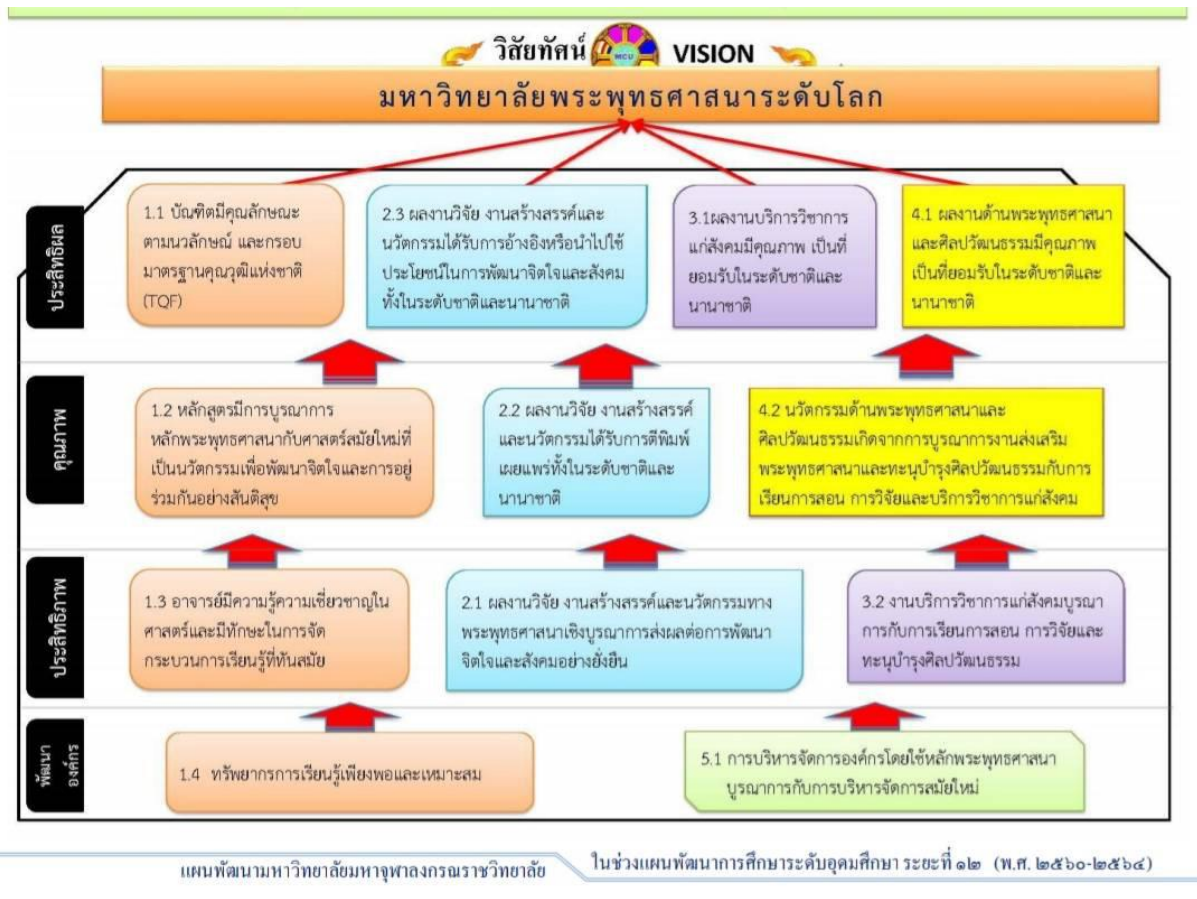 วิสัยทัศน์ MCU VISION
มหาวิทยาลัยพระพุทธศาสนาระดับโลก
ประสิทธิผล
1.1 บัณฑิตมีคุณลักษณะ
ตามนวลักษณ์ และกรอบ
มาตรฐานคุณวุฒิแห่งชาติ
(TQF)
2.3 ผลงานวิจัย งานสร้างสรรค์และ
นวัตกรรมได้รับการอ้างอิงหรือนำไปใช้
ประโยชน์ในการพัฒนาจิตใจและสังคม
ทั้งในระดับชาติและนานาชาติ
3.1ผลงานบริการวิชาการ
แก่สังคมมีคุณภาพ เป็นที่
ยอมรับในระดับชาติและ
นานาชาติ
4.1 ผลงานด้านพระพุทธศาสนา
และศิลปวัฒนธรรมมีคุณภาพ
เป็นที่ยอมรับในระดับชาติและ
นานาชาติ
คุณภาพ
1.2 หลักสูตรมีการบูรณาการ
หลักพระพุทธศาสนากับศาสตร์สมัยใหม่ที่
เป็นนวัตกรรมเพื่อพัฒนาจิตใจและการอยู่
ร่วมกันอย่างสันติสุข
2.2 ผลงานวิจัย งานสร้างสรรค์
และนวัตกรรมได้รับการตีพิมพ์
เผยแพร่ทั้งในระดับชาติและ
นานาชาติ
4.2 นวัตกรรมด้านพระพุทธศาสนาและ
ศิลปวัฒนธรรมเกิดจากการบูรณาการงานส่งเสริม
พระพุทธศาสนาและทะนุบำรุงศิลปวัฒนธรรมกับการ
เรียนการสอน การวิจัยและบริการวิชาการแก่สังคม
ประสิทธิภาพ
1.3 อาจารย์มีความรู้ความเชี่ยวชาญใน
ศาสตร์และมีทักษะในการจัด
กระบวนการเรียนรู้ที่ทันสมัย
2.1 ผลงานวิจัย งานสร้างสรรค์และนวัตกรรมทาง
พระพุทธศาสนาเชิงบูรณาการส่งผลต่อการพัฒนา
จิตใจและสังคมอย่างยั่งยืน
3.2 งานบริการวิชาการแก่สังคมบูรณา
การกับการเรียนการสอน การวิจัยและ
ทะนุบำรุงศิลปวัฒนธรรม
พัฒนา
องค์กร
1.4 ทรัพยากรการเรียนรู้เพียงพอและเหมาะสม
5.1 การบริหารจัดการองค์กรโดยใช้หลักพระพุทธศาสนา
บูรณาการกับการบริหารจัดการสมัยใหม่
แผนพัฒนามหาวิทยาลัยมหาจุฬาลงกรณราชวิทยาลัย
ในช่วงแผนพัฒนาการศึกษาระดับอุดมศึกษา ระยะที่ ๑๒ (พ.ศ. ๒๕๖๐-๒๕๖๔)